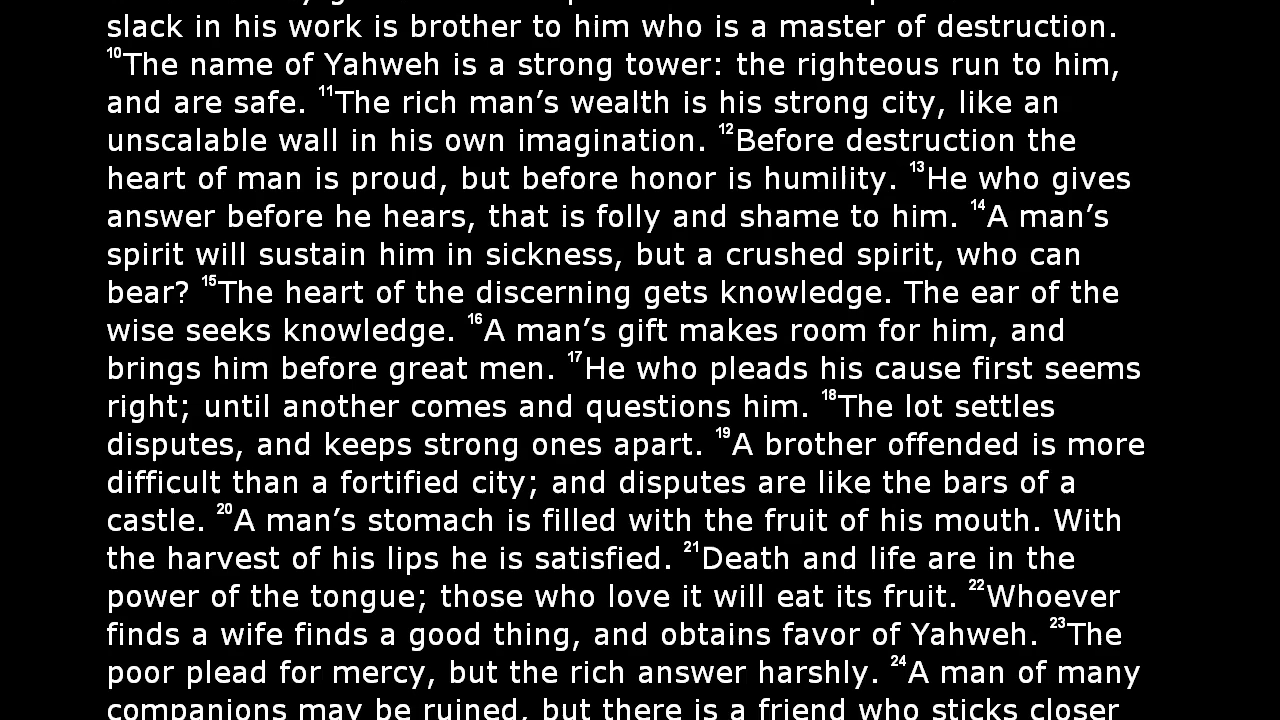 slack in his work is brother to him who is a master of destruction.
10The name of Yahweh is a strong tower: the righteous run to him,
and are safe. 11The rich man’s wealth is his strong city, like an
unscalable wall in his own imagination. 12Before destruction the
heart of man is proud, but before honor is humility. 13He who gives
answer before he hears, that is folly and shame to him. 14A man’s
spirit will sustain him in sickness, but a crushed spirit, who can
bear? 15The heart of the discerning gets knowledge. The ear of the
wise seeks knowledge. 16A man’s gift makes room for him, and
brings him before great men. 17He who pleads his cause first seems
right; until another comes and questions him. 18The lot settles
disputes, and keeps strong ones apart. 19A brother offended is more
difficult than a fortified city; and disputes are like the bars of a
castle. 20A man’s stomach is filled with the fruit of his mouth. With
the harvest of his lips he is satisfied. 21Death and life are in the
power of the tongue; those who love it will eat its fruit. 22Whoever
finds a wife finds a good thing, and obtains favor of Yahweh. 23The
poor plead for mercy, but the rich answer harshly. 24A man of many
companions may be ruined, but there is a friend who sticks closer